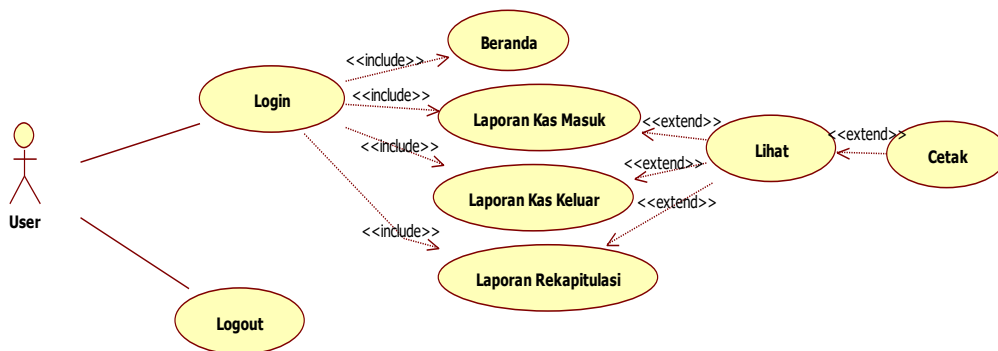 Beranda
<<include>>
Login
<<include>>
Laporan Kas Masuk
<<extend>>
<<extend>>
<<include>>
Lihat
Cetak
<<extend>>
Laporan Kas Keluar
<<extend>>
User
<<include>>
Laporan Rekapitulasi
Logout